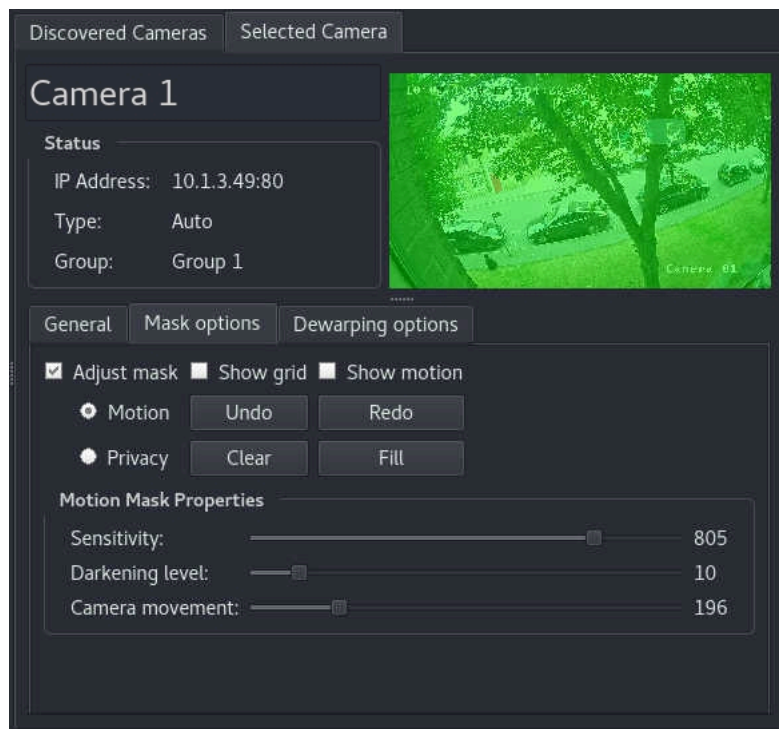 Discovered Cameras Selected Camera
Camera 1
Camera 01
Status
IP Address: 10.1.3.49:80
Type: Auto
Group: Group 1
General Mask options Dewarping options
Adjust mask Show grid Show motion
Motion Undo Redo
Privacy Clear Fill
Motion Mask Properties
Sensitivity: 805
Darkening level: 10
Camera movement: 196